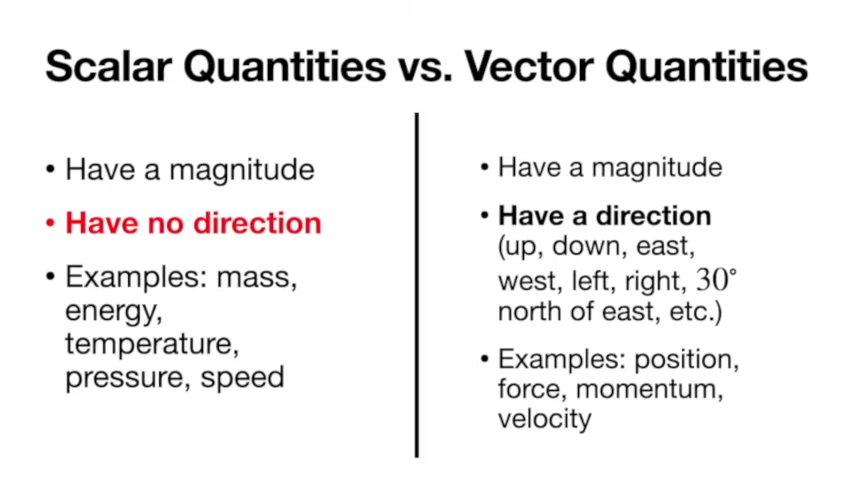 Scalar Quantities vs. Vector Quantities
• Have a magnitude
• Have no direction
• Examples: mass,
energy,
temperature,
pressure, speed
• Have a magnitude
• Have a direction
(up, down, east,
west, left, right, 30°
north of east, etc.)
• Examples: position,
force, momentum,
velocity